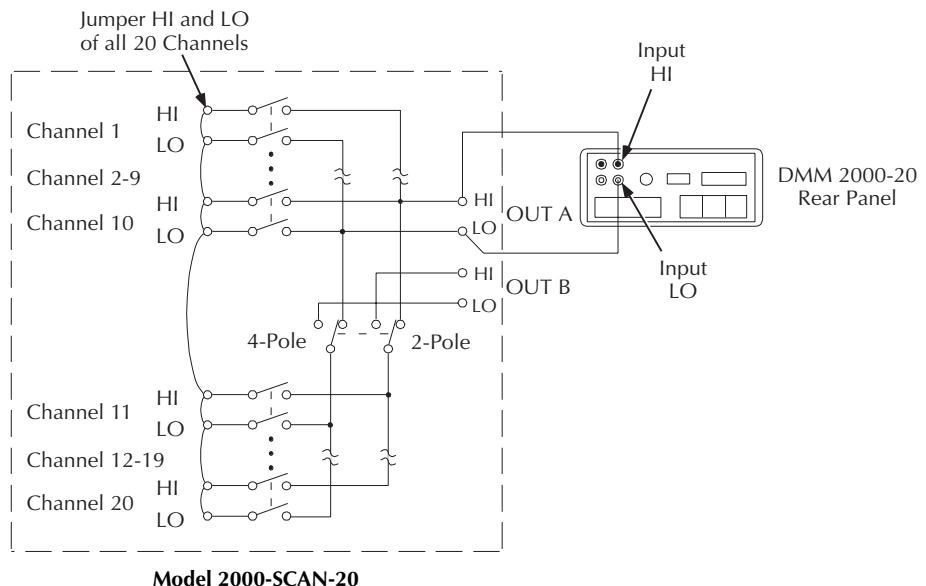 Jumper HI and LO
of all 20 Channels
Input
HI
Channel 1
HI
LO
Channel 2-9
HI
Channel 10
LO
HI
OUT A
LO
HI
OUT B
LO
DMM 2000-20
Rear Panel
Input
LO
4-Pole
2-Pole
Channel 11
HI
LO
Channel 12-19
HI
Channel 20
LO
Model 2000-SCAN-20